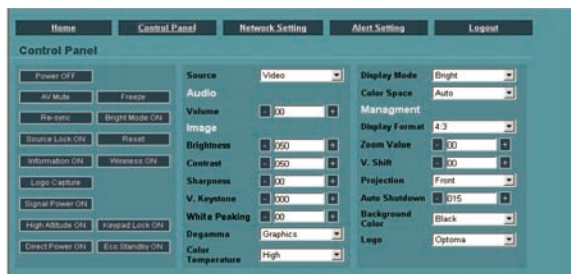 Home Control Panel Network Setting Alert Setting Logout
Control Panel
Power OFF
AV Mute Freeze
Re-sync Bright Mode ON
Source Lock ON Reset
Information ON Wireless ON
Logo Capture
Signal Power ON
High Altitude ON Keypad Lock ON
Direct Power ON Eco.Standby ON
Source Video
Audio
Volume - 00 +
Image
Brightness - 050 +
Contrast - 050 +
Sharpness - 00 +
V. Keystone - 000 +
White Peaking - 00 +
Degamma Graphics
Color
Temperature High
Display Mode Bright
Color Space Auto
Managment
Display Format 4:3
Zoom Value - 00 +
V. Shift - 00 +
Projection Front
Auto Shutdown - 015 +
Background
Color Black
Logo Optoma